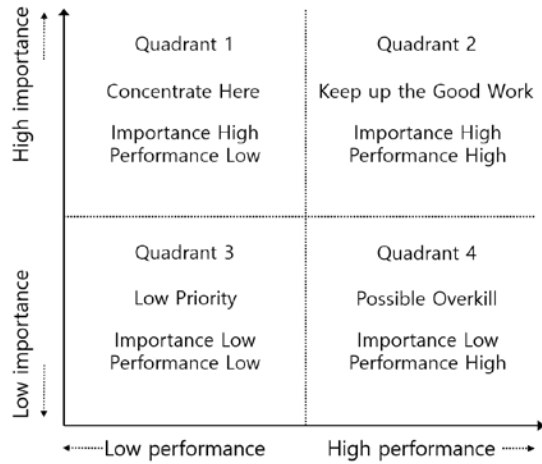 High importance
Low importance
Quadrant 1
Concentrate Here
Importance High
Performance Low
Quadrant 2
Keep up the Good Work
Importance High
Performance High
Quadrant 3
Low Priority
Importance Low
Performance Low
Quadrant 4
Possible Overkill
Importance Low
Performance High
Low performance
High performance